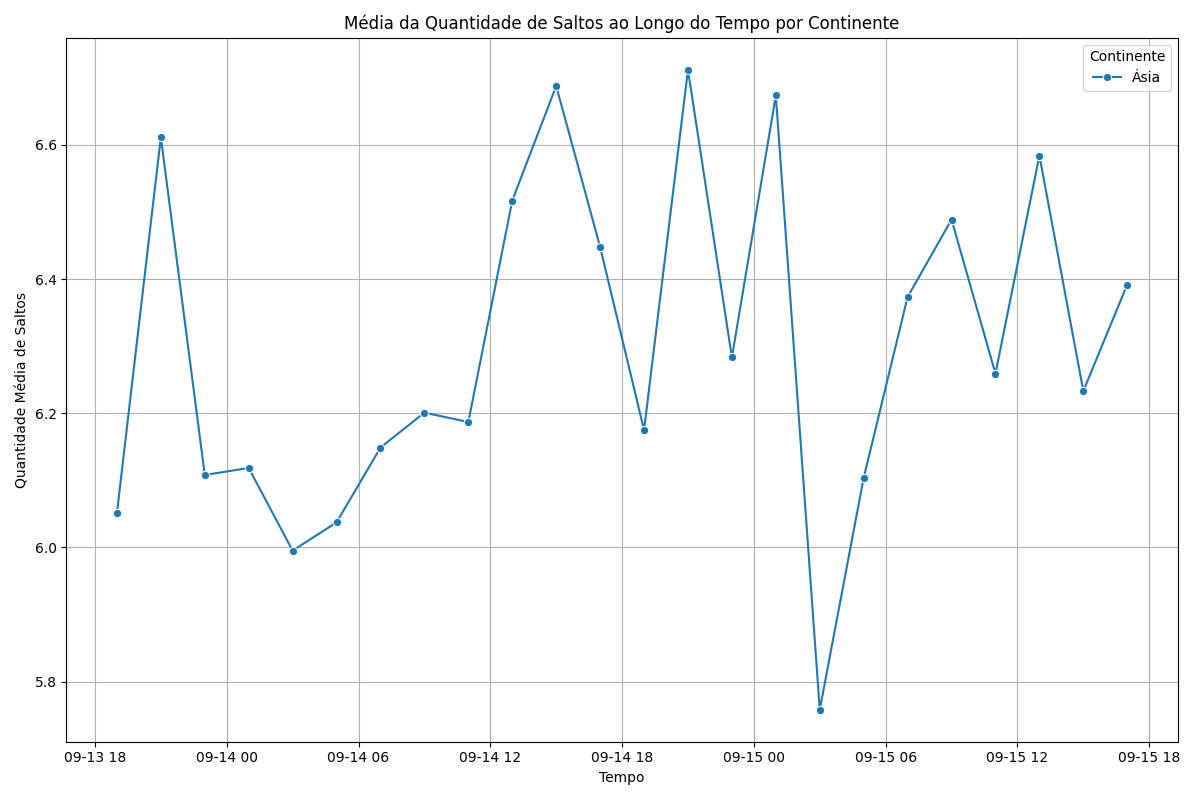 Média da Quantidade de Saltos ao Longo do Tempo por Continente
Continente
Ásia
Quantidade Média de Saltos
6.6
6.4
6.2
6.0
5.8
09-13 18 09-14 00 09-14 06 09-14 12 09-14 18 09-15 00 09-15 06 09-15 12 09-15 18
Tempo